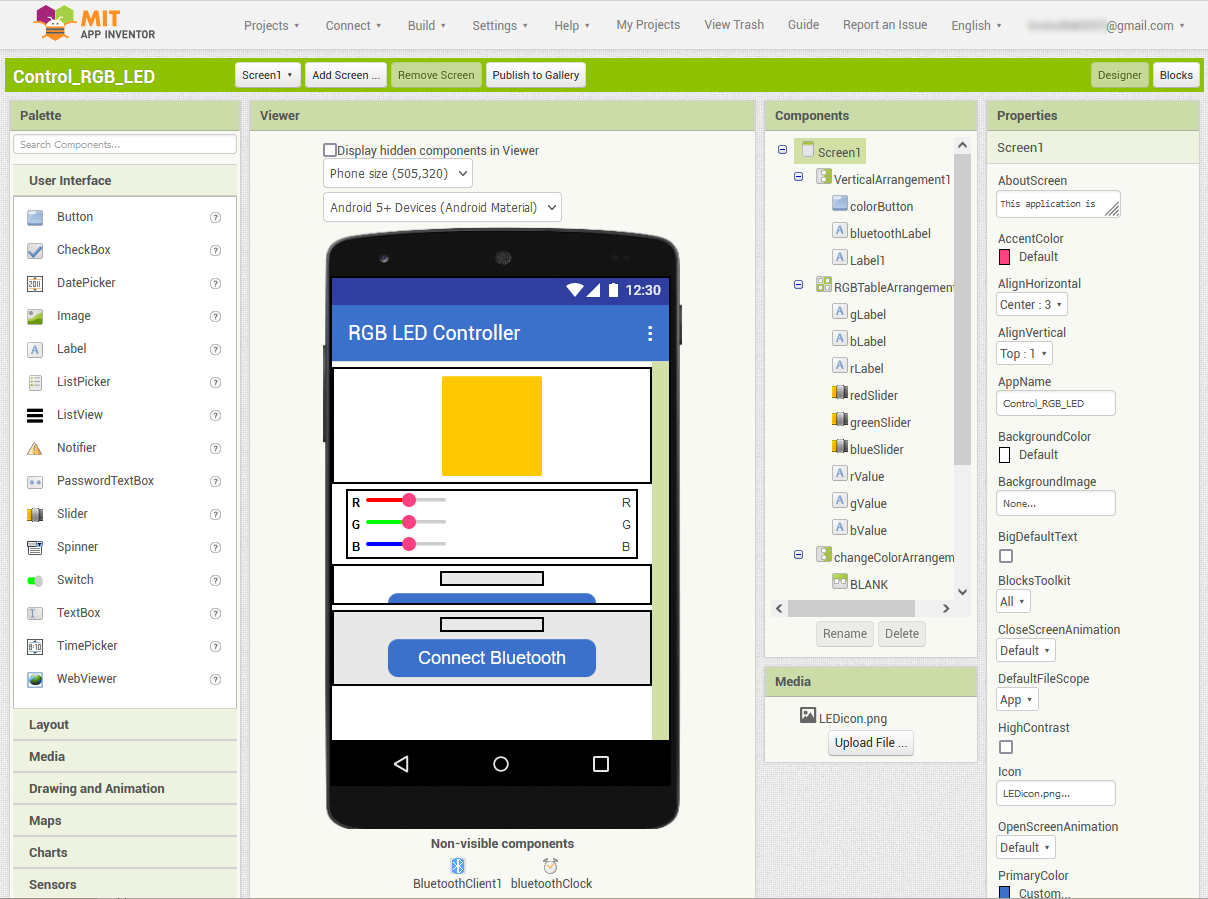 MIT
APP INVENTOR
Projects
Connect
Build
Settings
Help
My Projects
View Trash
Guide
Report an Issue
English
@gmail.com
Control_RGB_LED
Screen1
Add Screen ...
Remove Screen
Publish to Gallery
Designer
Blocks
Palette
Search Components...
User Interface
Button
CheckBox
DatePicker
Image
Label
ListPicker
ListView
Notifier
PasswordTextBox
Slider
Spinner
Switch
TextBox
TimePicker
WebViewer
Layout
Media
Drawing and Animation
Maps
Charts
Sensors
Viewer
Display hidden components in Viewer
Phone size (505,320)
Android 5+ Devices (Android Material)
12:30
RGB LED Controller
R R
G G
B B
Connect Bluetooth
Non-visible components
BluetoothClient1
bluetoothClock
Components
Screen1
VerticalArrangement1
colorButton
bluetoothLabel
Label1
RGBTableArrangement
gLabel
bLabel
rLabel
redSlider
greenSlider
blueSlider
rValue
gValue
bValue
changeColorArrangem
BLANK
Rename
Delete
Media
LEDicon.png
Upload File ...
Properties
Screen1
AboutScreen
This application is
AccentColor
Default
AlignHorizontal
Center : 3
AlignVertical
Top : 1
AppName
Control_RGB_LED
BackgroundColor
Default
BackgroundImage
None...
BigDefaultText
BlocksToolkit
All
CloseScreenAnimation
Default
DefaultFileScope
App
HighContrast
Icon
LEDicon.png...
OpenScreenAnimation
Default
PrimaryColor
Custom...